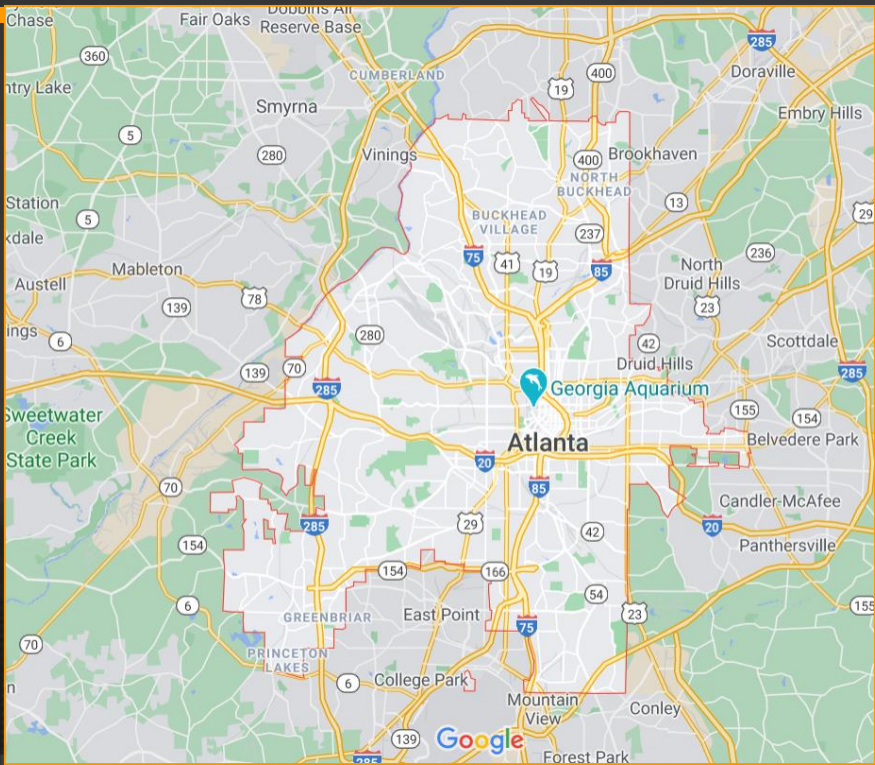 Chase
Fair Oaks
Dobbins Air
Reserve Base
285
Doraville
360
400
19
CUMBERLAND
ntry Lake
Smyrna
Embry Hills
5
280
Vinings
400
Brookhaven
NORTH
BUCKHEAD
Station
5
BUCKHEAD
VILLAGE
13
29
kdale
237
236
Mableton
75
41
19
85
North
Druid Hills
Austell
78
139
23
ings
6
280
42
Scottdale
139
70
Druid Hills
285
285
Georgia Aquarium
Sweetwater
Creek
State Park
155
154
Atlanta
Belvedere Park
20
70
85
Candler-McAfee
285
29
20
154
42
Panthersville
154
166
6
54
155
GREENBRIAR
East Point
23
75
70
PRINCETON
LAKES
6
College Park
n
Mountain
View
Conley
139
Google
285
Forest Park